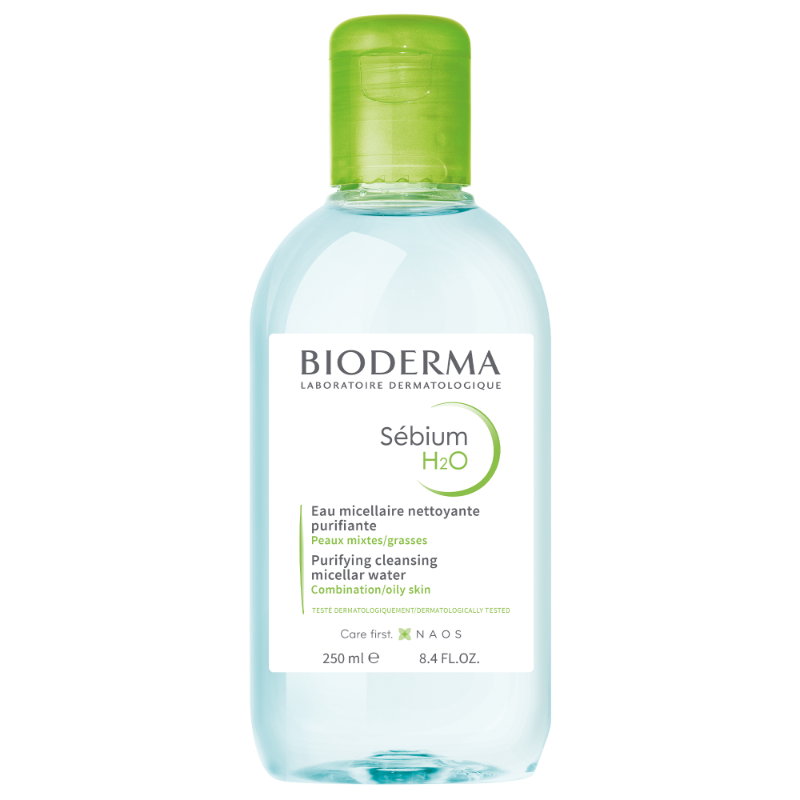 BIODERMA
LABORATOIRE DERMATOLOGIQUE
Sébium
H2O
Eau micellaire nettoyante
purifiante
Peaux mixtes/grasses
Purifying cleansing
micellar water
Combination/oily skin
TESTÉ DERMATOLOGIQUEMENT/DERMATOLOGICALLY TESTED
Care first. NAOS
250 ml ℮ 8.4 FL.OZ.